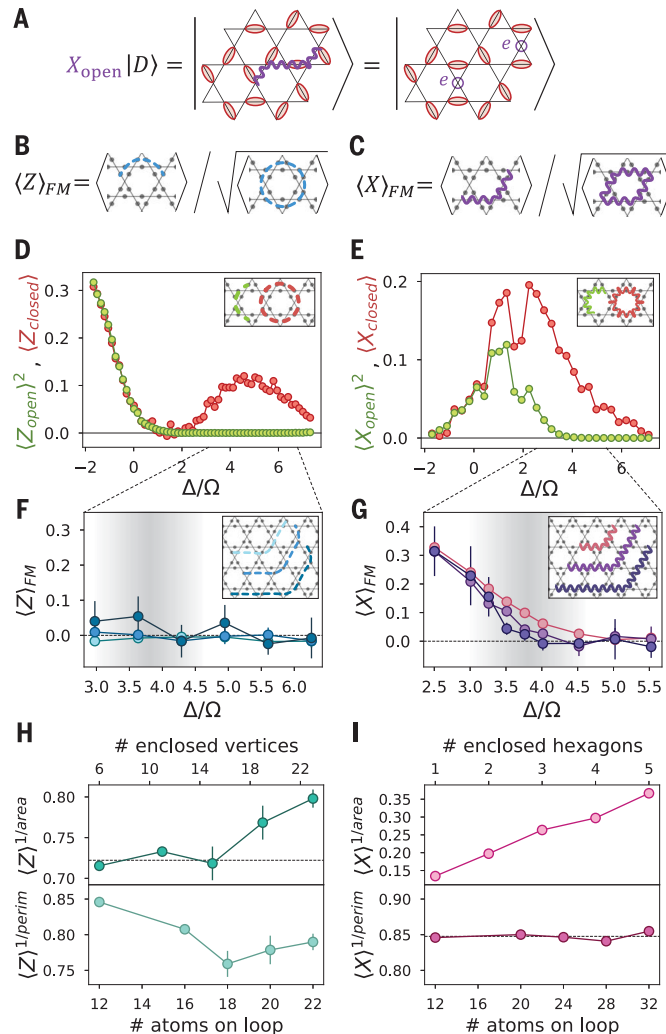 A
X_open |D⟩ = | ⟩ = | e e ⟩
B
⟨Z⟩_FM = ⟨ ⟩ / √⟨ ⟩
C
⟨X⟩_FM = ⟨ ⟩ / √⟨ ⟩
D
⟨Z_open⟩², ⟨Z_closed⟩
0.3
0.2
0.1
0.0
−2 0 2 4 6
Δ/Ω
E
⟨X_open⟩², ⟨X_closed⟩
0.2
0.1
0.0
−2 0 2 4 6
Δ/Ω
F
⟨Z⟩_FM
0.3
0.2
0.1
0.0
3.0 3.5 4.0 4.5 5.0 5.5 6.0
Δ/Ω
G
⟨X⟩_FM
0.4
0.3
0.2
0.1
0.0
2.5 3.0 3.5 4.0 4.5 5.0 5.5
Δ/Ω
H
# enclosed vertices
6 10 14 18 22
⟨Z⟩^1/area
0.80
0.75
0.70
⟨Z⟩^1/perim
0.85
0.80
0.75
12 14 16 18 20 22
# atoms on loop
I
# enclosed hexagons
1 2 3 4 5
⟨X⟩^1/area
0.35
0.30
0.25
0.20
0.15
⟨X⟩^1/perim
0.90
0.85
0.80
12 16 20 24 28 32
# atoms on loop